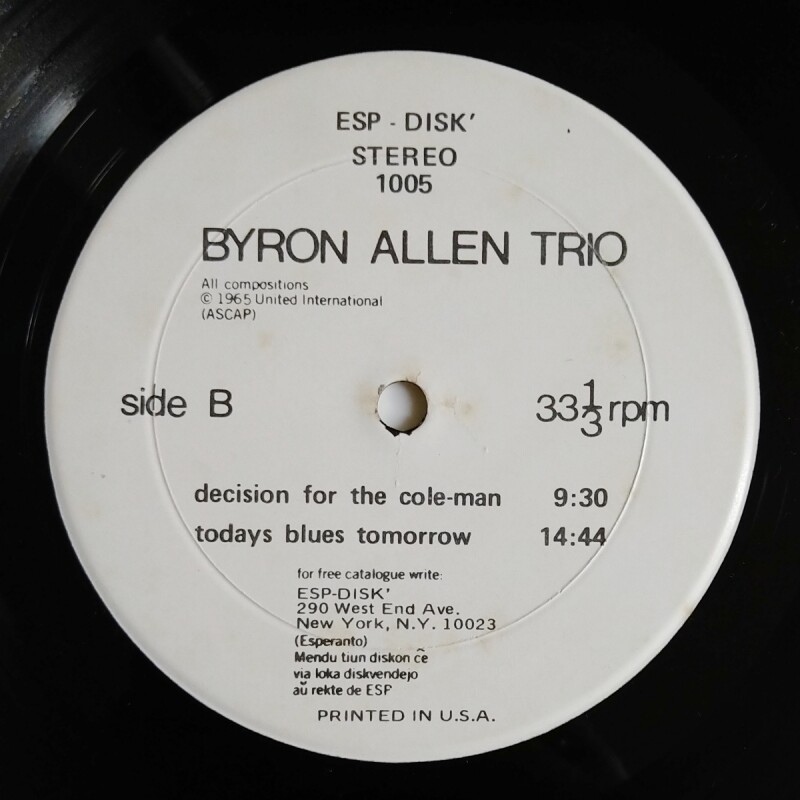 ESP - DISK'
STEREO
1005
BYRON ALLEN TRIO
All compositions
© 1965 United International
(ASCAP)
side B 33⅓ rpm
decision for the cole-man 9:30
todays blues tomorrow 14:44
for free catalogue write:
ESP-DISK'
290 West End Ave.
New York, N.Y. 10023
(Esperanto)
Mendu tiun diskon ĉe
via loka diskvendejo
aŭ rekte de ESP
PRINTED IN U.S.A.